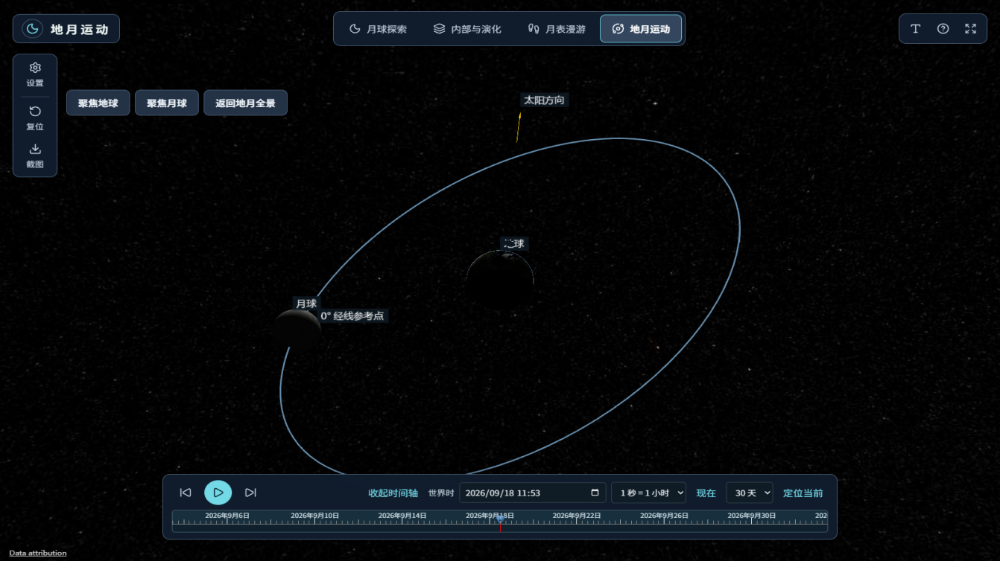 地月运动
月球探索
内部与演化
月表漫游
地月运动
设置
复位
截图
聚焦地球
聚焦月球
返回地月全景
太阳方向
球
月球
0° 经线参考点
收起时间轴
世界时
2026/09/18 11:53
1 秒 = 1 小时
现在
30 天
定位当前
2026年9月6日
2026年9月10日
2026年9月14日
2026年9月18日
2026年9月22日
2026年9月26日
2026年9月30日
202
Data attribution